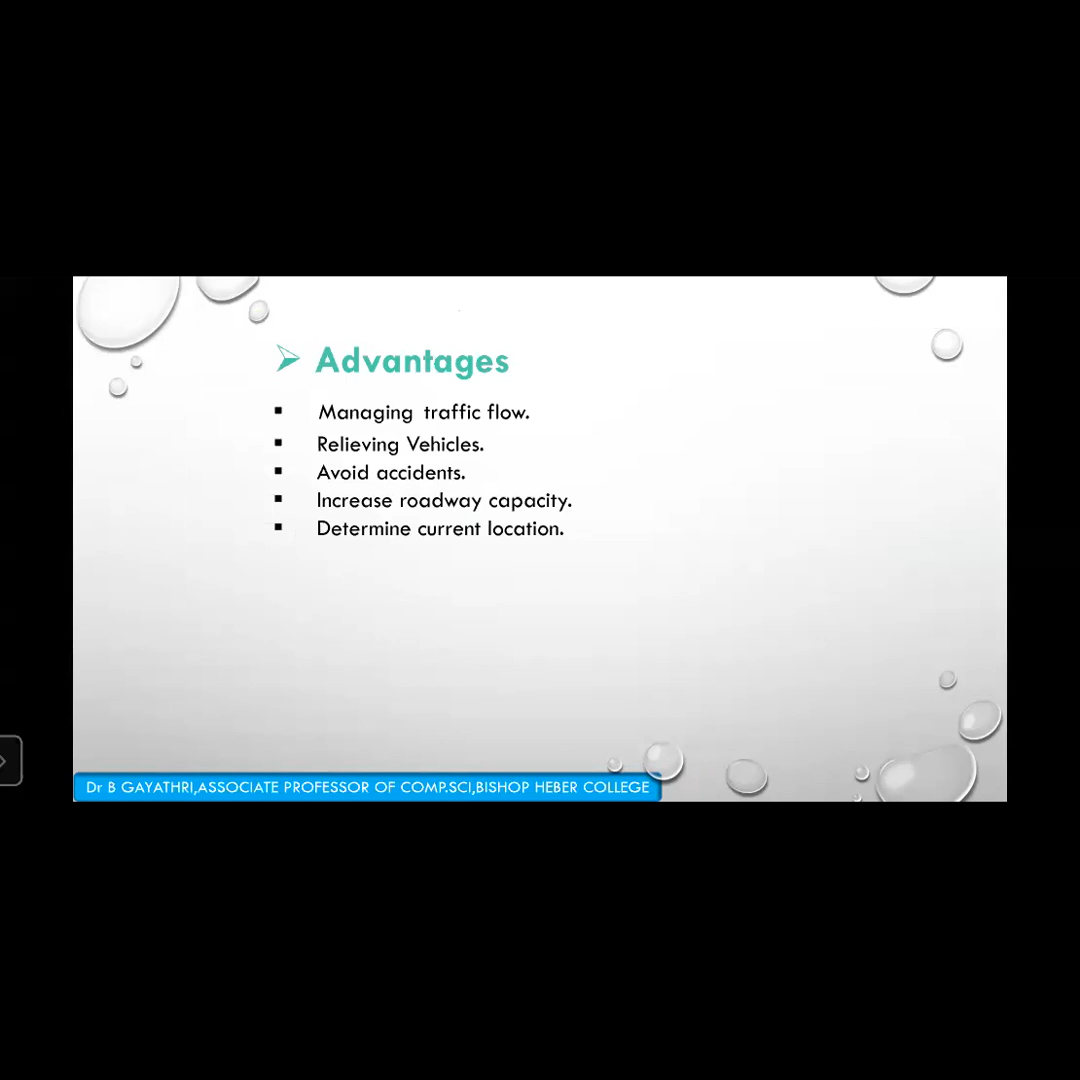 Advantages
Managing traffic flow.
Relieving Vehicles.
Avoid accidents.
Increase roadway capacity.
Determine current location.
Dr B GAYATHRI,ASSOCIATE PROFESSOR OF COMP.SCI,BISHOP HEBER COLLEGE